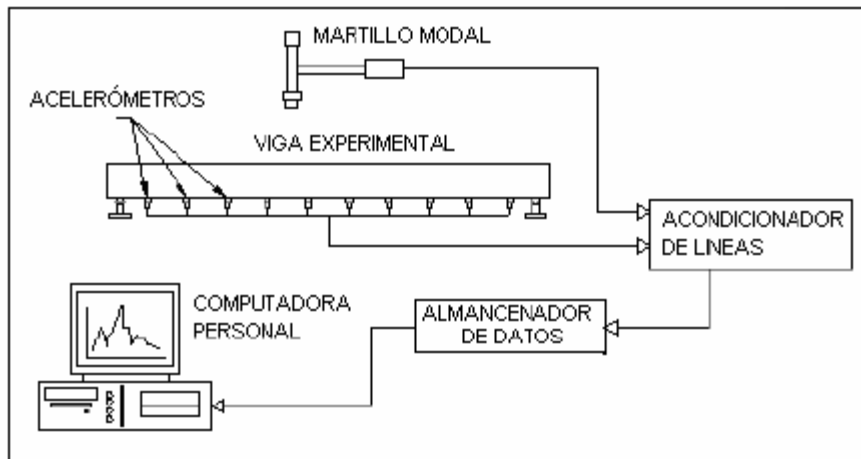 MARTILLO MODAL
ACELERÓMETROS
VIGA EXPERIMENTAL
ACONDICIONADOR
DE LINEAS
COMPUTADORA
PERSONAL
ALMANCENADOR
DE DATOS